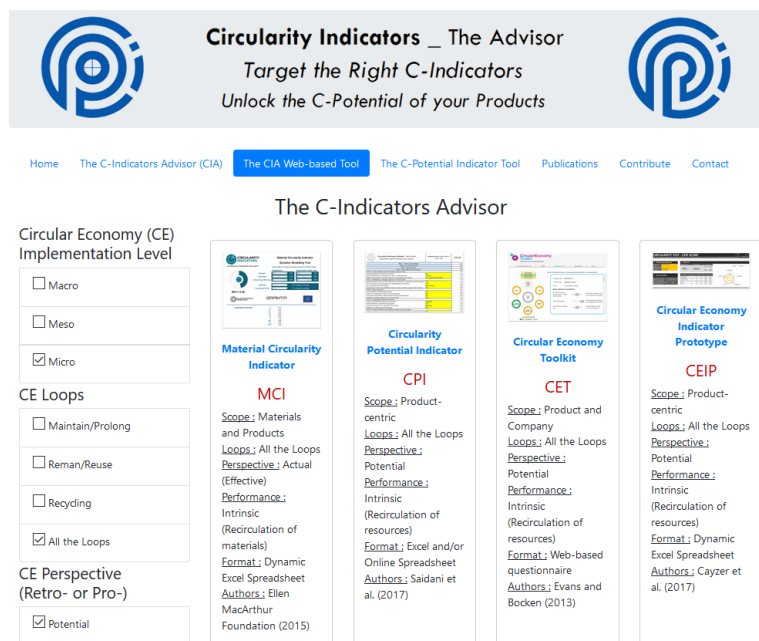 Circularity Indicators _ The Advisor
Target the Right C-Indicators
Unlock the C-Potential of your Products
Home
The C-Indicators Advisor (CIA)
The CIA Web-based Tool
The C-Potential Indicator Tool
Publications
Contribute
Contact
The C-Indicators Advisor
Circular Economy (CE)
Implementation Level
Macro
Meso
Micro
CE Loops
Maintain/Prolong
Reman/Reuse
Recycling
All the Loops
CE Perspective
(Retro- or Pro-)
Potential
Material Circularity
Indicator
MCI
Scope : Materials
and Products
Loops : All the Loops
Perspective : Actual
(Effective)
Performance :
Intrinsic
(Recirculation of
materials)
Format : Dynamic
Excel Spreadsheet
Authors : Ellen
MacArthur
Foundation (2015)
Circularity
Potential Indicator
CPI
Scope : Product-
centric
Loops : All the Loops
Perspective :
Potential
Performance :
Intrinsic
(Recirculation of
resources)
Format : Excel and/or
Online Spreadsheet
Authors : Saidani et
al. (2017)
Circular Economy
Toolkit
CET
Scope : Product and
Company
Loops : All the Loops
Perspective :
Potential
Performance :
Intrinsic
(Recirculation of
resources)
Format : Web-based
questionnaire
Authors : Evans and
Bocken (2013)
Circular Economy
Indicator
Prototype
CEIP
Scope : Product-
centric
Loops : All the Loops
Perspective :
Potential
Performance :
Intrinsic
(Recirculation of
resources)
Format : Dynamic
Excel Spreadsheet
Authors : Cayzer et
al. (2017)